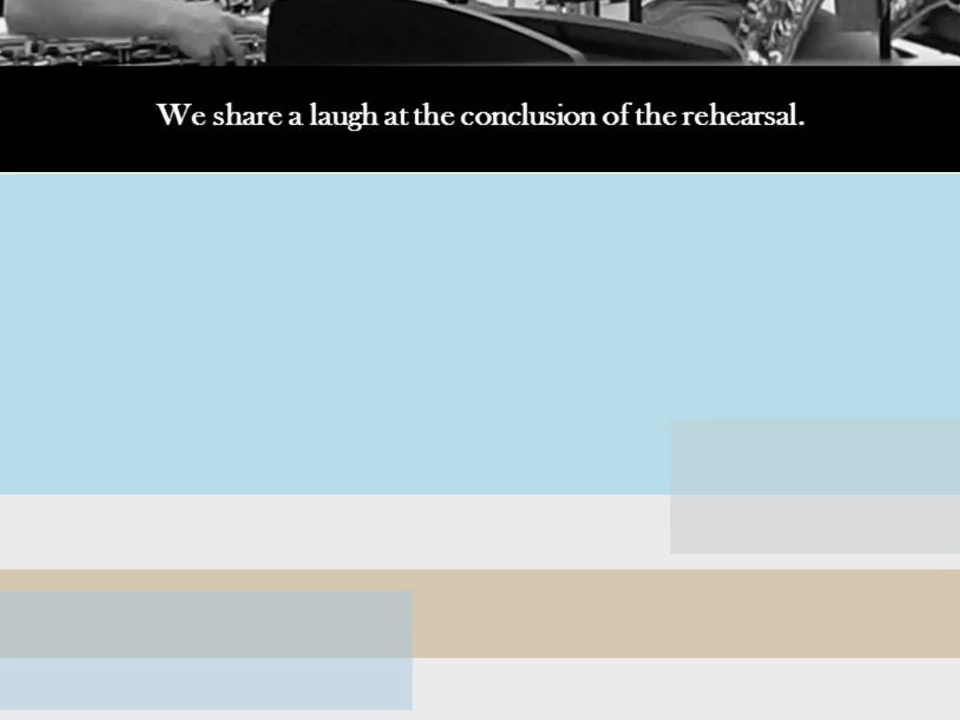 We share a laugh at the conclusion of the rehearsal.